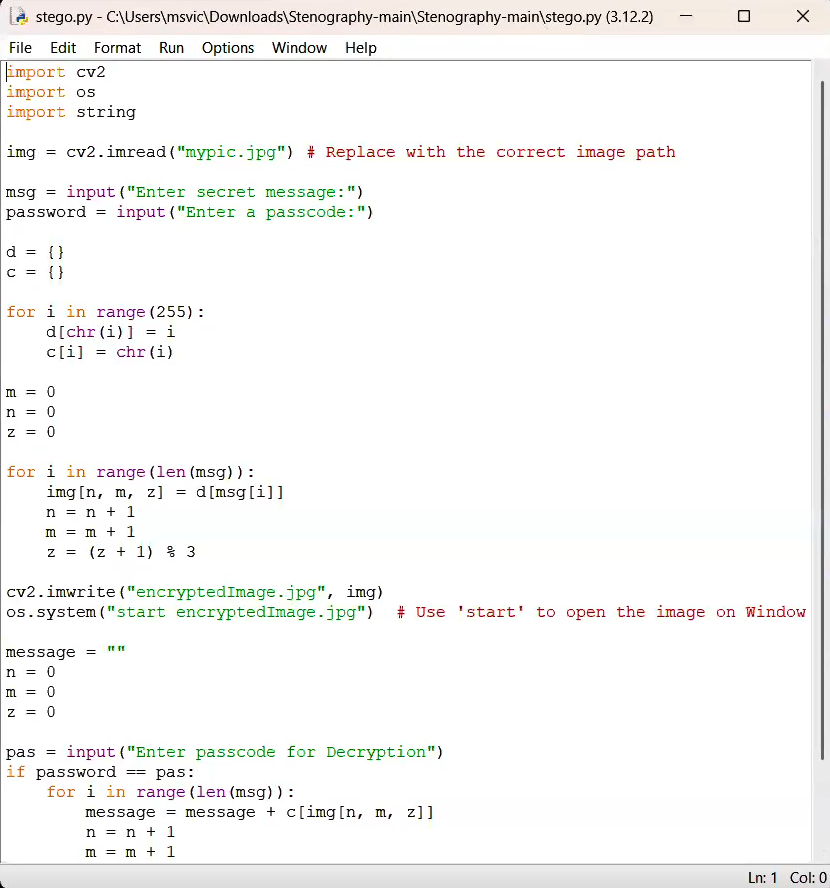 stego.py - C:\Users\msvic\Downloads\Stenography-main\Stenography-main\stego.py (3.12.2)
File Edit Format Run Options Window Help
import cv2
import os
import string
img = cv2.imread("mypic.jpg") # Replace with the correct image path
msg = input("Enter secret message:")
password = input("Enter a passcode:")
d = {}
c = {}
for i in range(255):
    d[chr(i)] = i
    c[i] = chr(i)
m = 0
n = 0
z = 0
for i in range(len(msg)):
    img[n, m, z] = d[msg[i]]
    n = n + 1
    m = m + 1
    z = (z + 1) % 3
cv2.imwrite("encryptedImage.jpg", img)
os.system("start encryptedImage.jpg")  # Use 'start' to open the image on Window
message = ""
n = 0
m = 0
z = 0
pas = input("Enter passcode for Decryption")
if password == pas:
    for i in range(len(msg)):
        message = message + c[img[n, m, z]]
        n = n + 1
        m = m + 1
Ln: 1 Col: 0